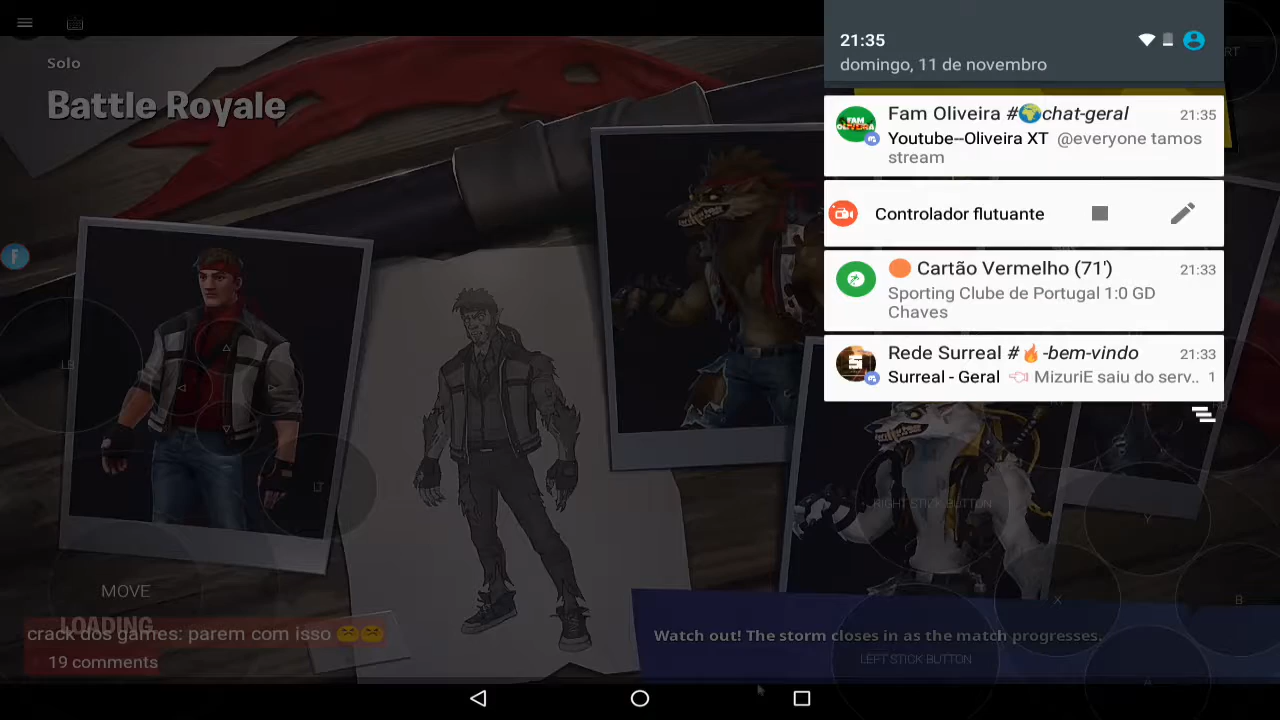 Solo
Battle Royale
21:35
domingo, 11 de novembro
Fam Oliveira #🌍chat-geral 21:35
Youtube--Oliveira XT @everyone tamos
stream
FAM
OLIVEIRA
Controlador flutuante
🟠 Cartão Vermelho (71') 21:33
Sporting Clube de Portugal 1:0 GD
Chaves
Rede Surreal #🔥-bem-vindo 21:33
Surreal - Geral MizuriE saiu do serv.. 1
RT
F
LB
LT
RIGHT STICK BUTTON
Y
X
B
A
MOVE
LOADING
crack dos games: parem com isso 😒😒
19 comments
Watch out! The storm closes in as the match progresses.
LEFT STICK BUTTON